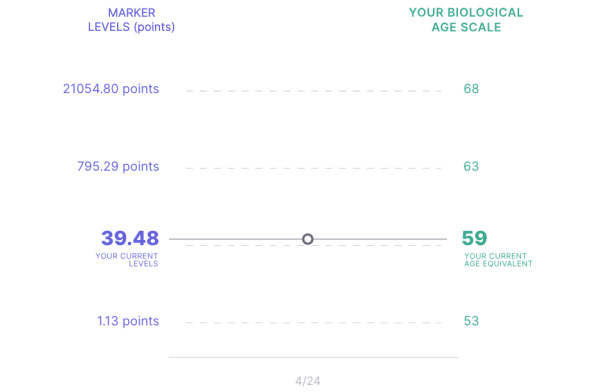 MARKER
LEVELS (points)
YOUR BIOLOGICAL
AGE SCALE
21054.80 points
68
795.29 points
63
39.48
YOUR CURRENT
LEVELS
59
YOUR CURRENT
AGE EQUIVALENT
1.13 points
53
4/24